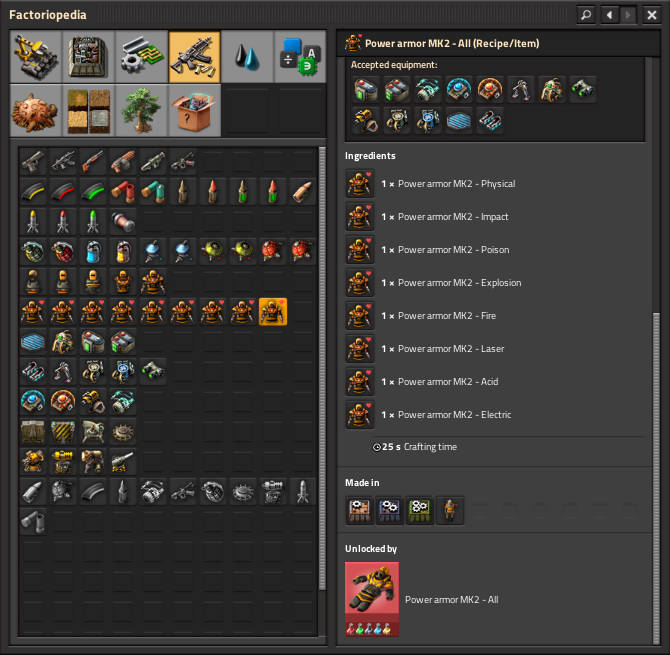 Factoriopedia
Power armor MK2 - All (Recipe/Item)
Accepted equipment:
Ingredients
1 × Power armor MK2 - Physical
1 × Power armor MK2 - Impact
1 × Power armor MK2 - Poison
1 × Power armor MK2 - Explosion
1 × Power armor MK2 - Fire
1 × Power armor MK2 - Laser
1 × Power armor MK2 - Acid
1 × Power armor MK2 - Electric
25 s Crafting time
Made in
Unlocked by
Power armor MK2 - All